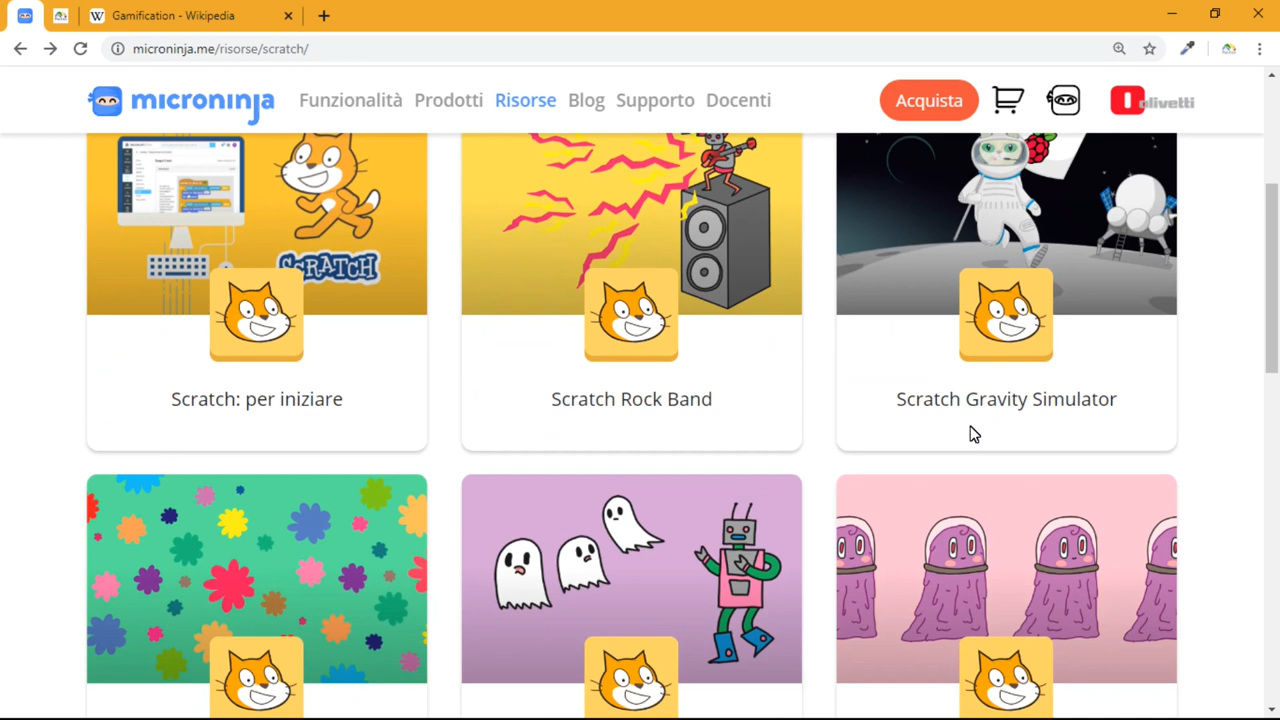 Gamification - Wikipedia
microninja.me/risorse/scratch/
microninja Funzionalità Prodotti Risorse Blog Supporto Docenti Acquista olivetti
SCRATCH
Scratch: per iniziare
Scratch Rock Band
Scratch Gravity Simulator